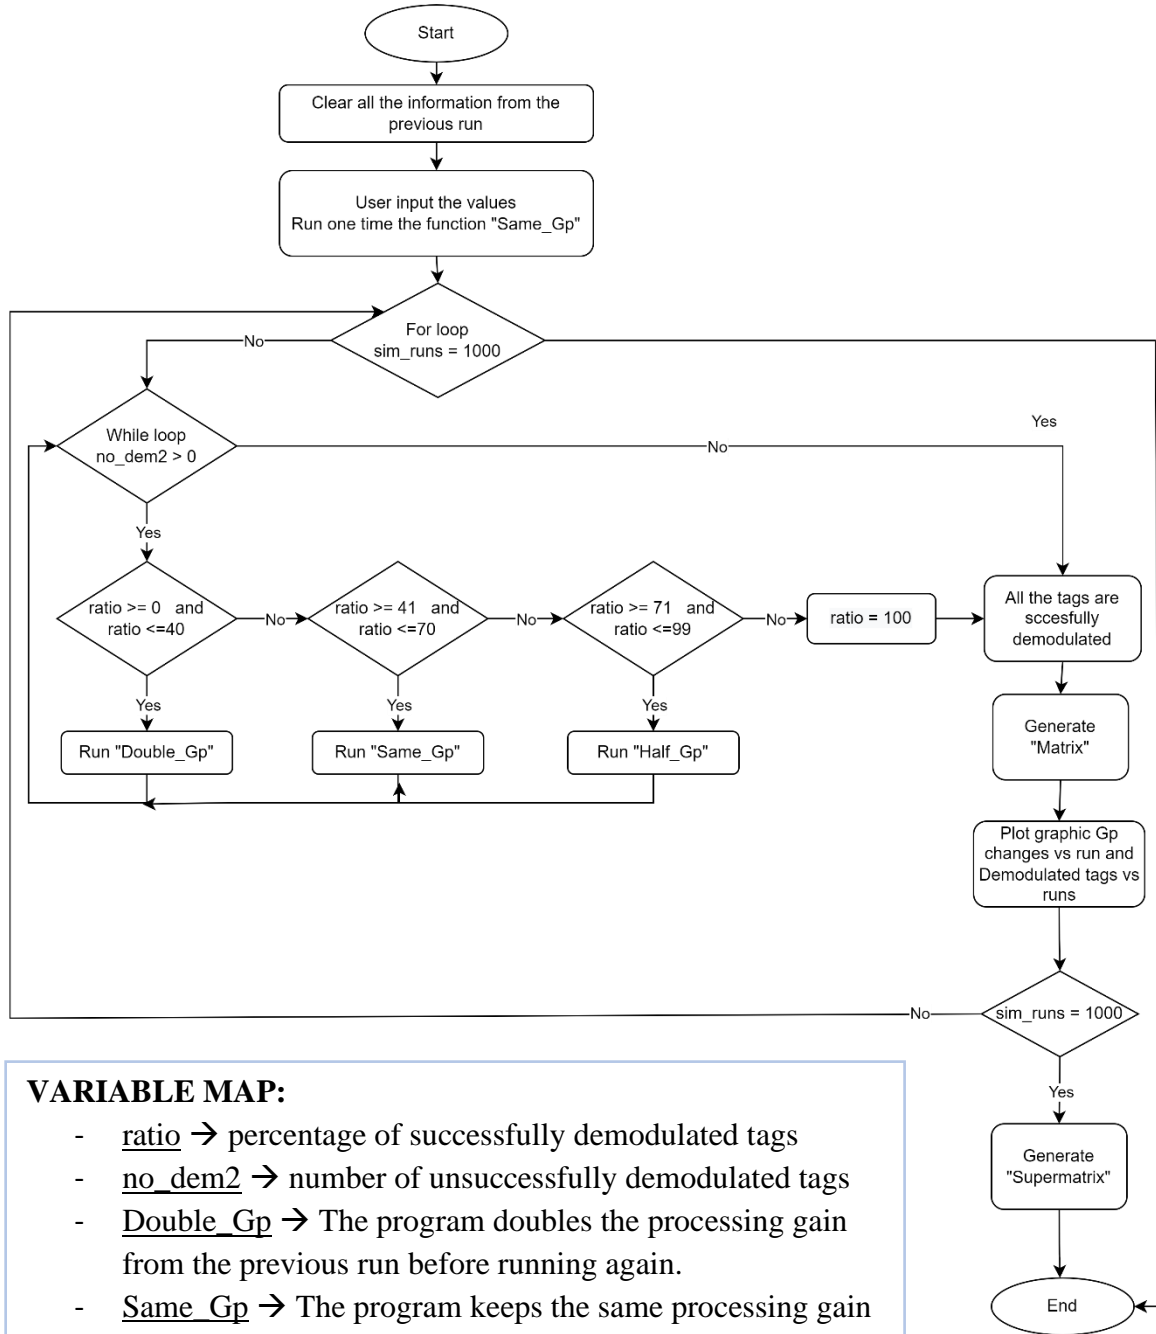 Start
Clear all the information from the
previous run
User input the values
Run one time the function "Same_Gp"
For loop
sim_runs = 1000
No
Yes
While loop
no_dem2 > 0
No
Yes
ratio >= 0 and
ratio <=40
No
ratio >= 41 and
ratio <=70
No
ratio >= 71 and
ratio <=99
No
ratio = 100
All the tags are
sccesfully
demodulated
Yes
Yes
Yes
Run "Double_Gp"
Run "Same_Gp"
Run "Half_Gp"
Generate
"Matrix"
Plot graphic Gp
changes vs run and
Demodulated tags vs
runs
No
sim_runs = 1000
Yes
Generate
"Supermatrix"
End
VARIABLE MAP:
- ratio → percentage of successfully demodulated tags
- no_dem2 → number of unsuccessfully demodulated tags
- Double_Gp → The program doubles the processing gain
from the previous run before running again.
- Same_Gp → The program keeps the same processing gain